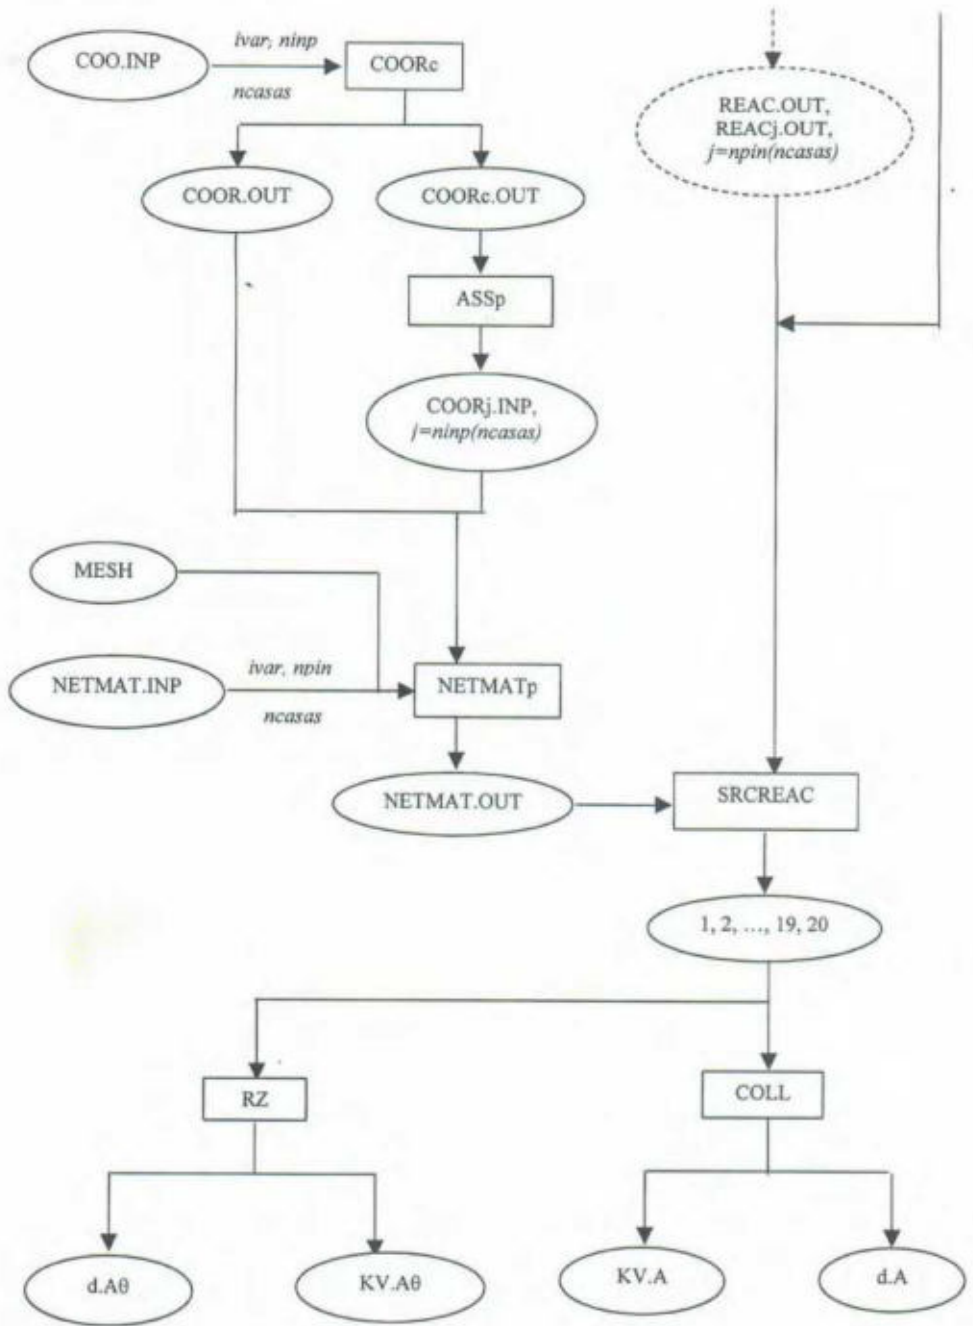 COO.INP
ivar, ninp
ncasas
COORc
REAC.OUT,
REACj.OUT,
j=npin(ncasas)
COOR.OUT
COORc.OUT
ASSp
COORj.INP,
j=ninp(ncasas)
MESH
NETMAT.INP
ivar, npin
ncasas
NETMATp
NETMAT.OUT
SRCREAC
1, 2, ..., 19, 20
RZ
COLL
d.Aθ
KV.Aθ
KV.A
d.A